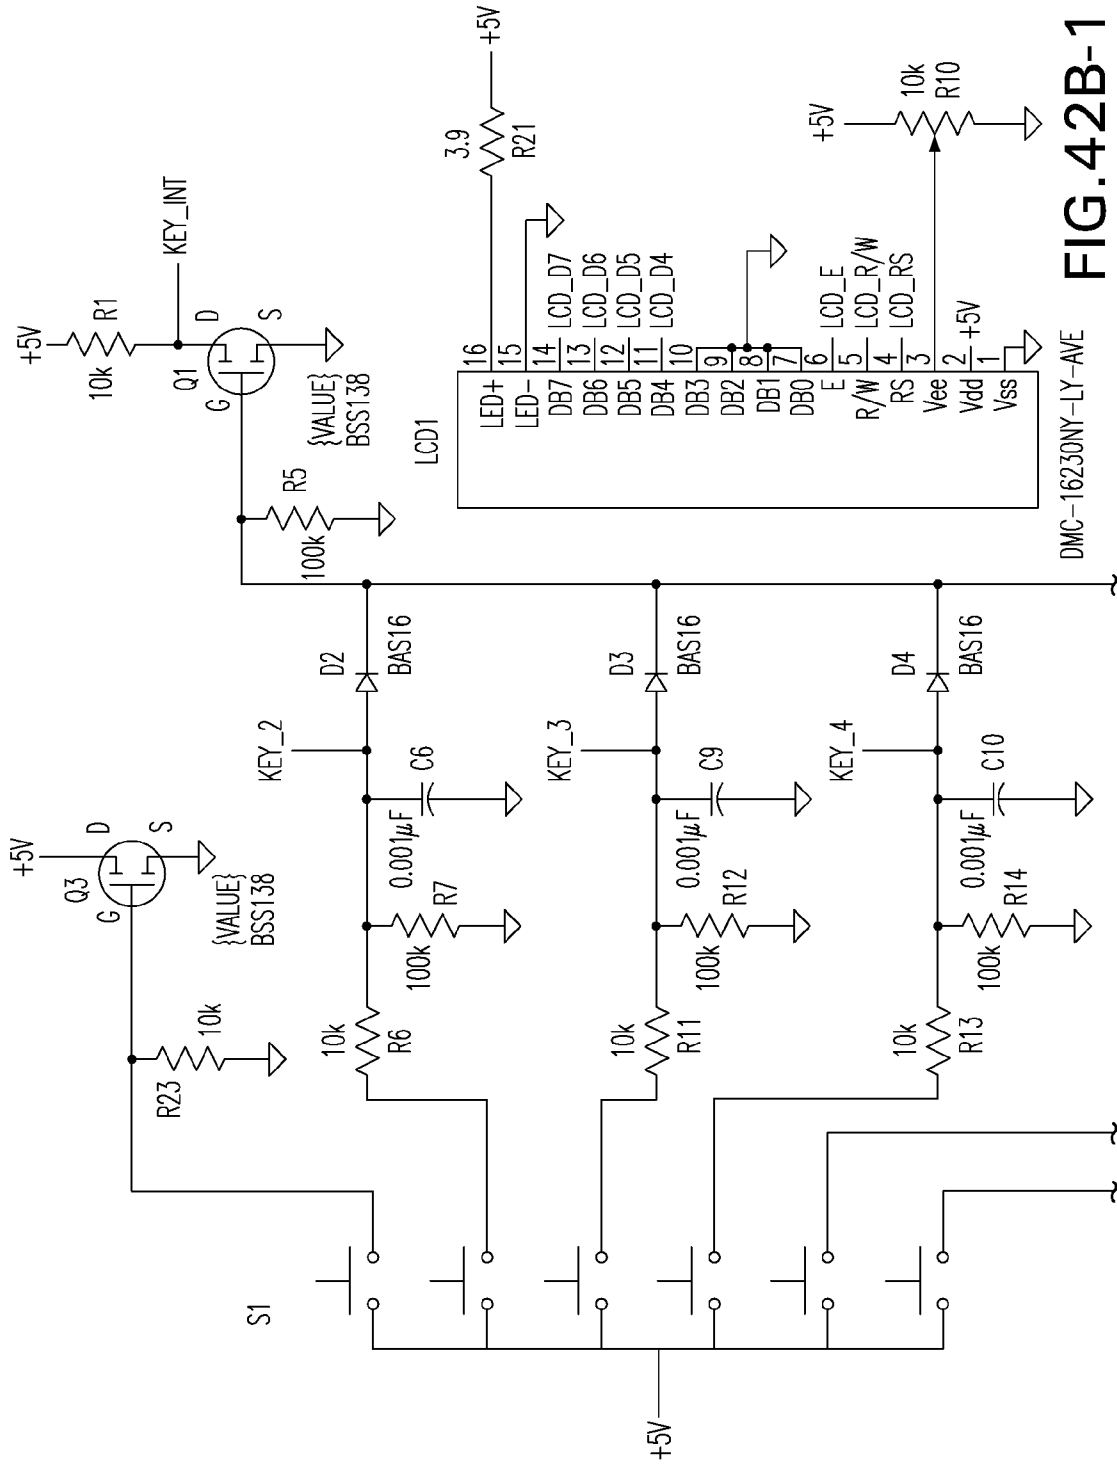 +5V
10k
R1
KEY_INT
D
S
G
Q1
{VALUE}
BSS138
R5
100k
+5V
D
S
G
Q3
{VALUE}
BSS138
10k
R23
LCD1
16 LED+
15 LED-
14 DB7 LCD_D7
13 DB6 LCD_D6
12 DB5 LCD_D5
11 DB4 LCD_D4
10 DB3
9 DB2
8 DB1
7 DB0
6 E LCD_E
5 R/W LCD_R/W
4 RS LCD_RS
3 Vee
2 Vdd +5V
1 Vss
DMC-16230NY-LY-AVE
3.9
R21
+5V
+5V
10k
R10
KEY_2
D2
BAS16
C6
0.001µF
R7
100k
10k
R6
KEY_3
D3
BAS16
C9
0.001µF
R12
100k
10k
R11
KEY_4
D4
BAS16
C10
0.001µF
R14
100k
10k
R13
S1
+5V
FIG.42B-1